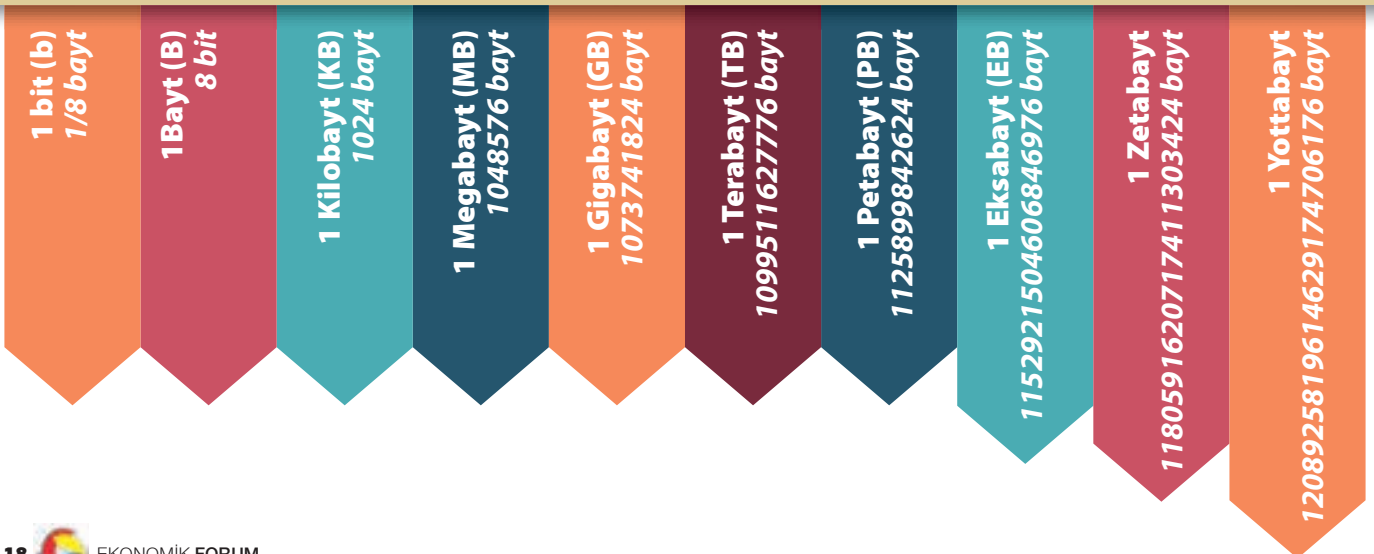 1 bit (b)
1/8 bayt
1Bayt (B)
8 bit
1 Kilobayt (KB)
1024 bayt
1 Megabayt (MB)
1048576 bayt
1 Gigabayt (GB)
1073741824 bayt
1 Terabayt (TB)
1099511627776 bayt
1 Petabayt (PB)
112589984​2624 bayt
1 Eksabayt (EB)
1152921504606846976 bayt
1 Zetabayt
1180591620717411303424 bayt
1 Yottabayt
1208925819614629174706176 bayt
18 EKONOMİK FORUM